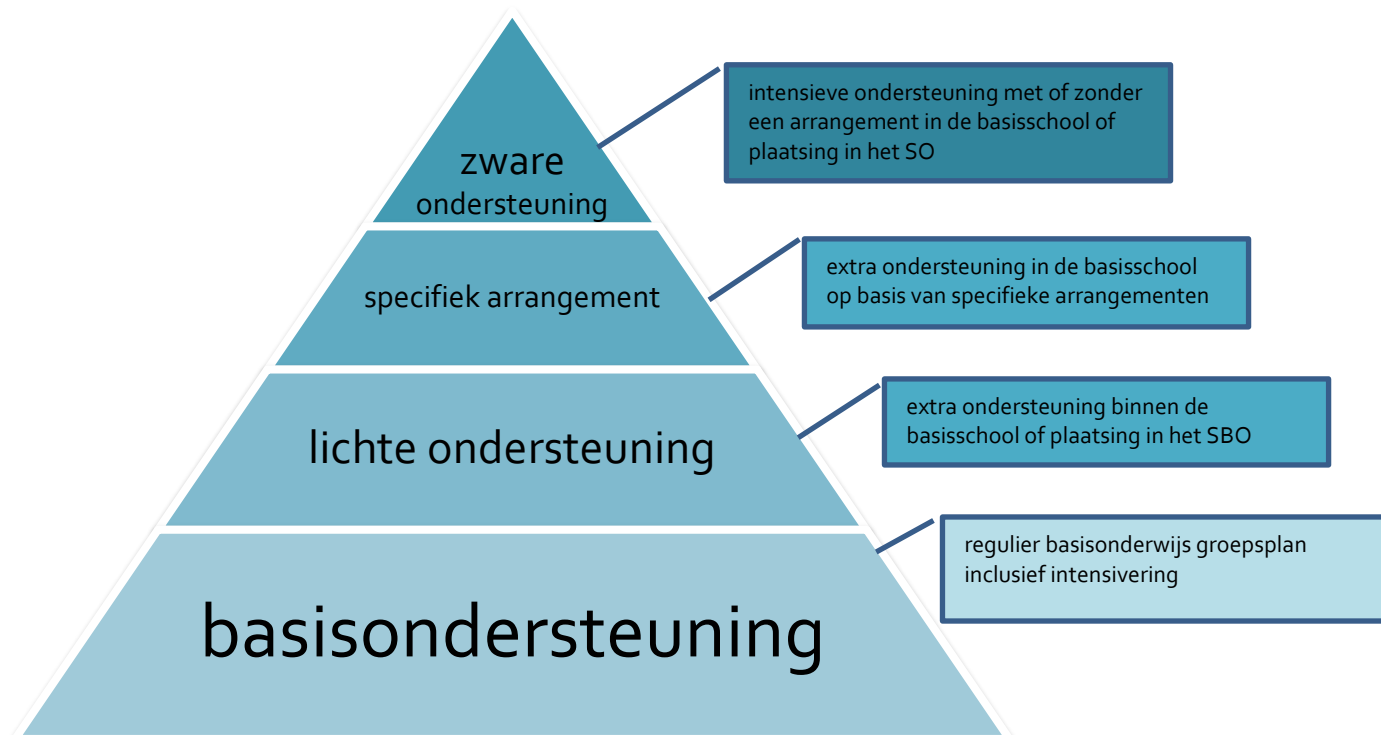 intensieve ondersteuning met of zonder
een arrangement in de basisschool of
plaatsing in het SO
zware
ondersteuning
extra ondersteuning in de basisschool
op basis van specifieke arrangementen
specifiek arrangement
extra ondersteuning binnen de
basisschool of plaatsing in het SBO
lichte ondersteuning
regulier basisonderwijs groepsplan
inclusief intensivering
basisondersteuning